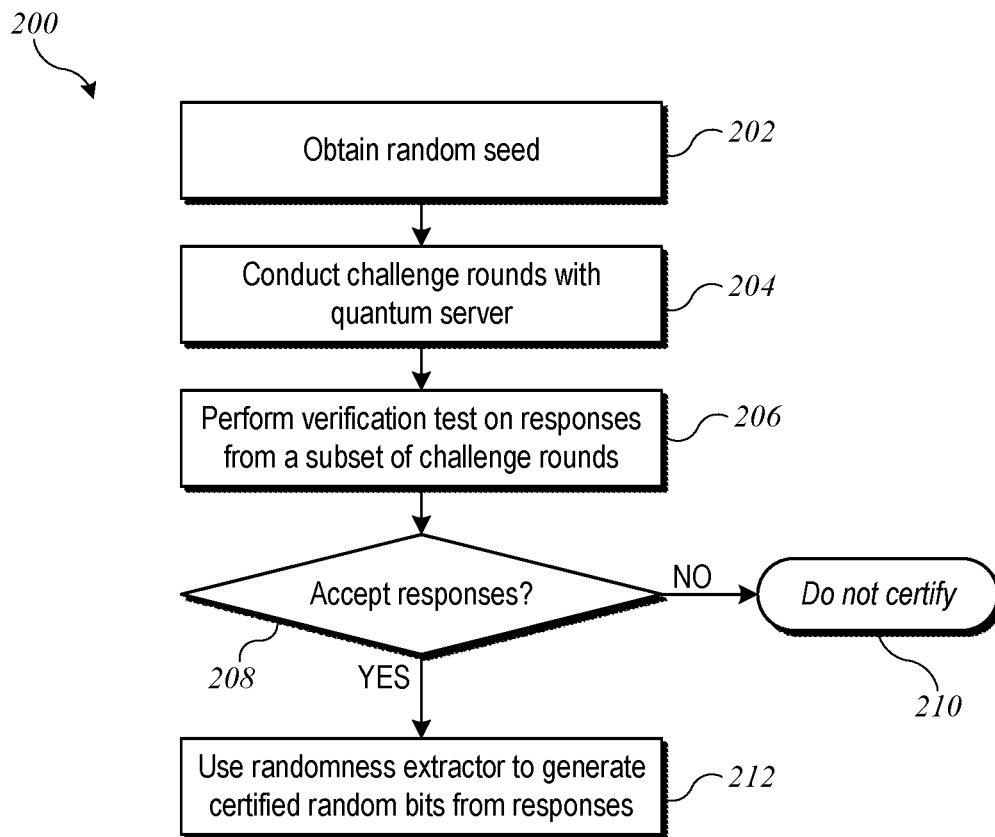 200
Obtain random seed
202
Conduct challenge rounds with
quantum server
204
Perform verification test on responses
from a subset of challenge rounds
206
Accept responses?
208
NO
Do not certify
210
YES
Use randomness extractor to generate
certified random bits from responses
212